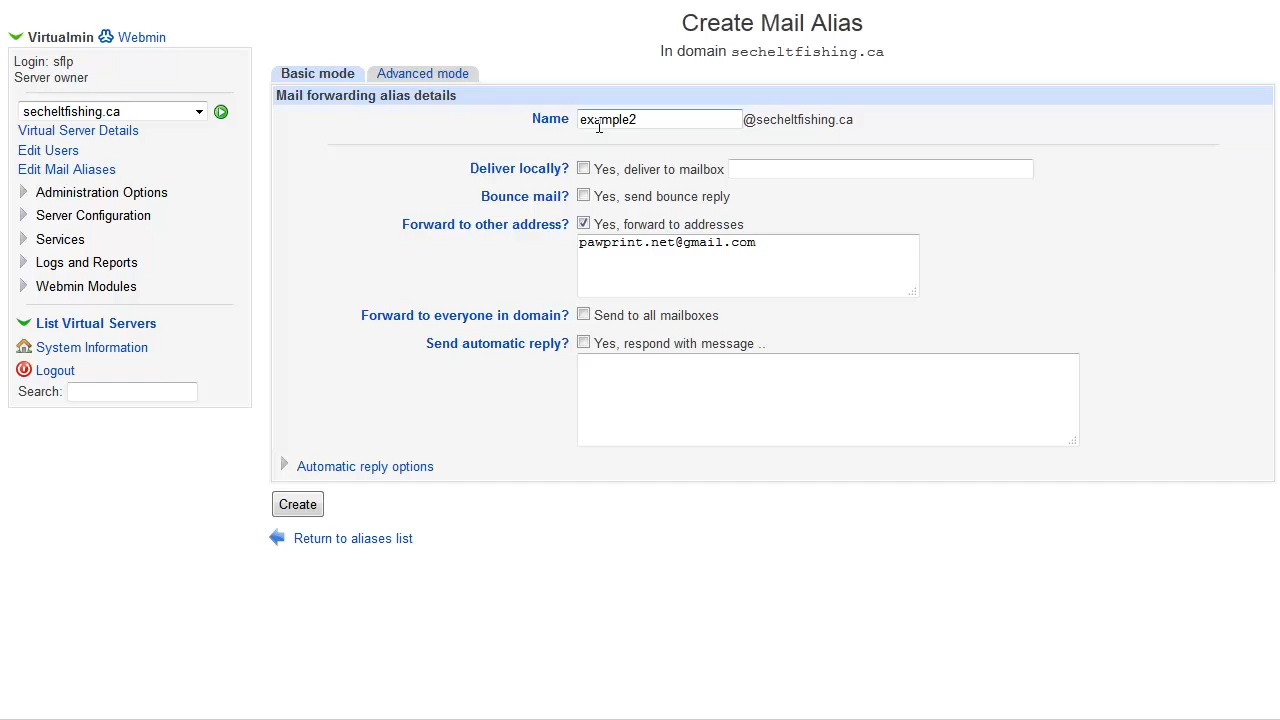 Virtualmin Webmin
Login: sflp
Server owner
secheltfishing.ca
Virtual Server Details
Edit Users
Edit Mail Aliases
Administration Options
Server Configuration
Services
Logs and Reports
Webmin Modules
List Virtual Servers
System Information
Logout
Search:
Create Mail Alias
In domain secheltfishing.ca
Basic mode Advanced mode
Mail forwarding alias details
Name example2 @secheltfishing.ca
Deliver locally? Yes, deliver to mailbox
Bounce mail? Yes, send bounce reply
Forward to other address? Yes, forward to addresses
pawprint.net@gmail.com
Forward to everyone in domain? Send to all mailboxes
Send automatic reply? Yes, respond with message ..
Automatic reply options
Create
Return to aliases list